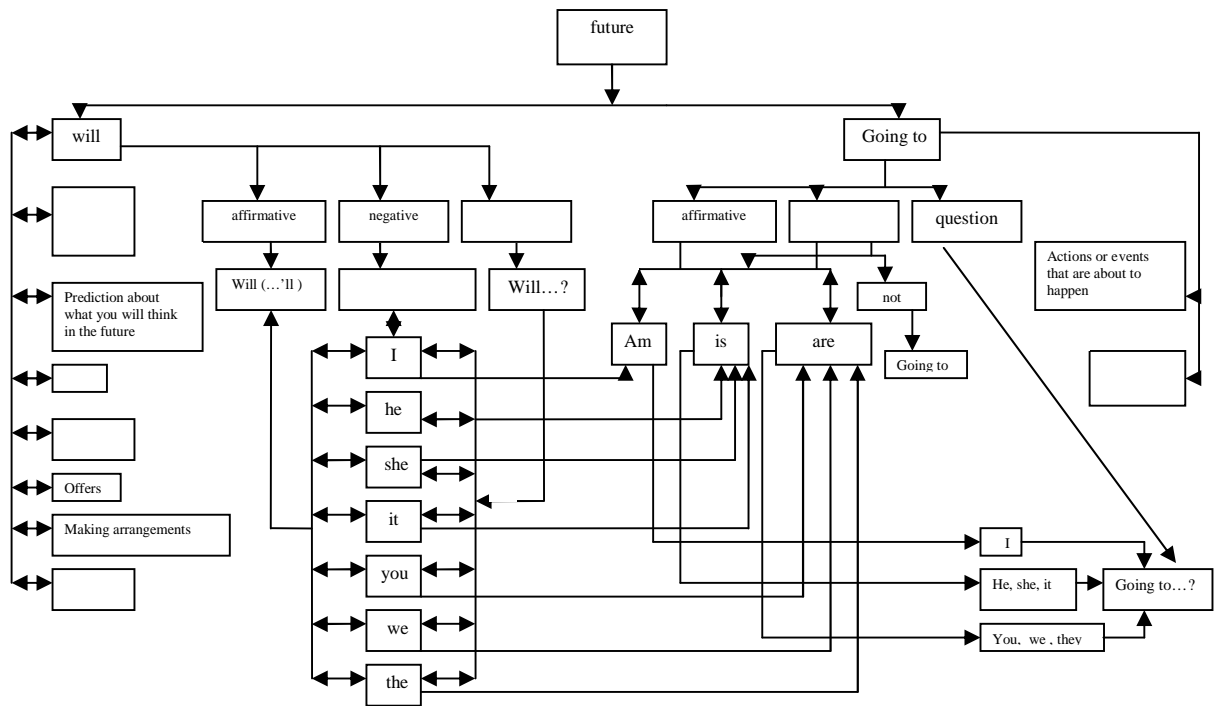 future
will
Going to
affirmative
negative
affirmative
question
Will (…'ll )
Will…?
Actions or events
that are about to
happen
Prediction about
what you will think
in the future
not
Am
is
are
I
Going to
he
she
Offers
it
Making arrangements
I
you
He, she, it
Going to…?
we
You, we , they
the